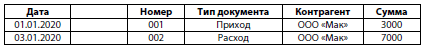 Дата Номер Тип документа Контрагент Сумма
01.01.2020 001 Приход ООО «Мак» 3000
03.01.2020 002 Расход ООО «Мак» 7000